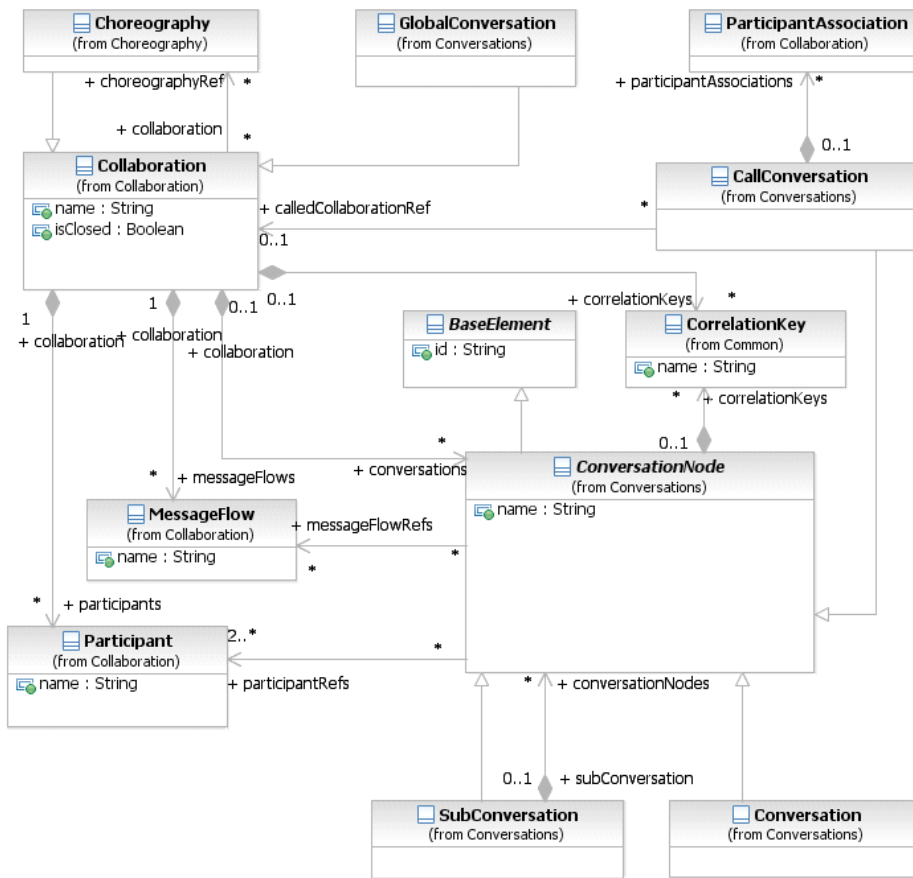 Choreography
(from Choreography)
GlobalConversation
(from Conversations)
ParticipantAssociation
(from Collaboration)
+ choreographyRef
*
+ participantAssociations
*
+ collaboration
*
0..1
Collaboration
(from Collaboration)
name : String
isClosed : Boolean
CallConversation
(from Conversations)
+ calledCollaborationRef
*
0..1
0..1
+ correlationKeys
*
1
+ collaboration
1
+ collaboration
0..1
+ collaboration
BaseElement
id : String
CorrelationKey
(from Common)
name : String
*
+ correlationKeys
0..1
*
+ conversations
ConversationNode
(from Conversations)
name : String
*
+ messageFlows
MessageFlow
(from Collaboration)
name : String
+ messageFlowRefs
*
*
*
+ participants
Participant
(from Collaboration)
name : String
2..*
*
+ participantRefs
*
+ conversationNodes
0..1
+ subConversation
SubConversation
(from Conversations)
Conversation
(from Conversations)